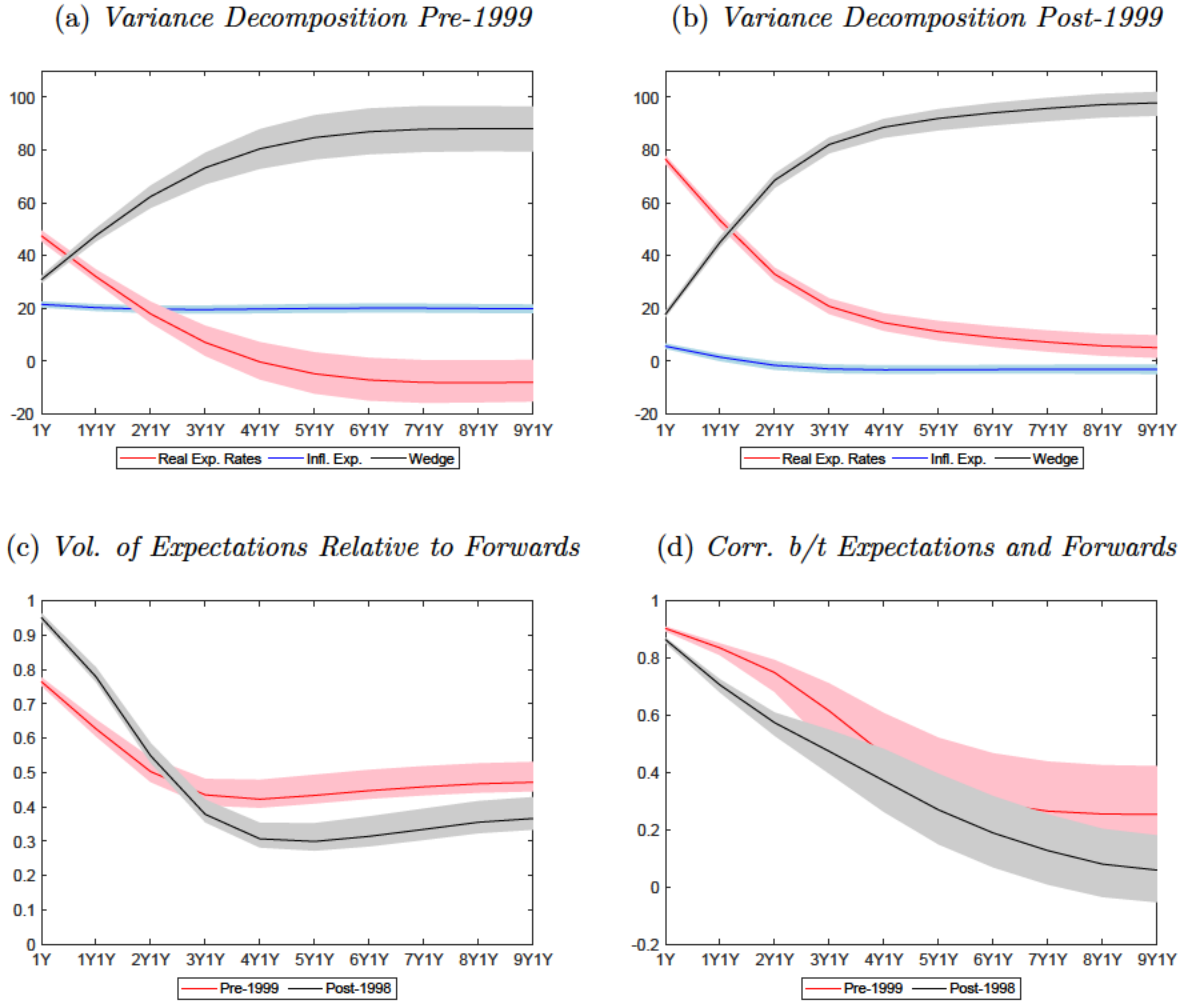 (a) Variance Decomposition Pre-1999
(b) Variance Decomposition Post-1999
100
80
60
40
20
0
-20
1Y 1Y1Y 2Y1Y 3Y1Y 4Y1Y 5Y1Y 6Y1Y 7Y1Y 8Y1Y 9Y1Y
Real Exp. Rates Infl. Exp. Wedge
100
80
60
40
20
0
-20
1Y 1Y1Y 2Y1Y 3Y1Y 4Y1Y 5Y1Y 6Y1Y 7Y1Y 8Y1Y 9Y1Y
Real Exp. Rates Infl. Exp. Wedge
(c) Vol. of Expectations Relative to Forwards
(d) Corr. b/t Expectations and Forwards
1
0.9
0.8
0.7
0.6
0.5
0.4
0.3
0.2
0.1
0
1Y 1Y1Y 2Y1Y 3Y1Y 4Y1Y 5Y1Y 6Y1Y 7Y1Y 8Y1Y 9Y1Y
Pre-1999 Post-1998
1
0.8
0.6
0.4
0.2
0
-0.2
1Y 1Y1Y 2Y1Y 3Y1Y 4Y1Y 5Y1Y 6Y1Y 7Y1Y 8Y1Y 9Y1Y
Pre-1999 Post-1998